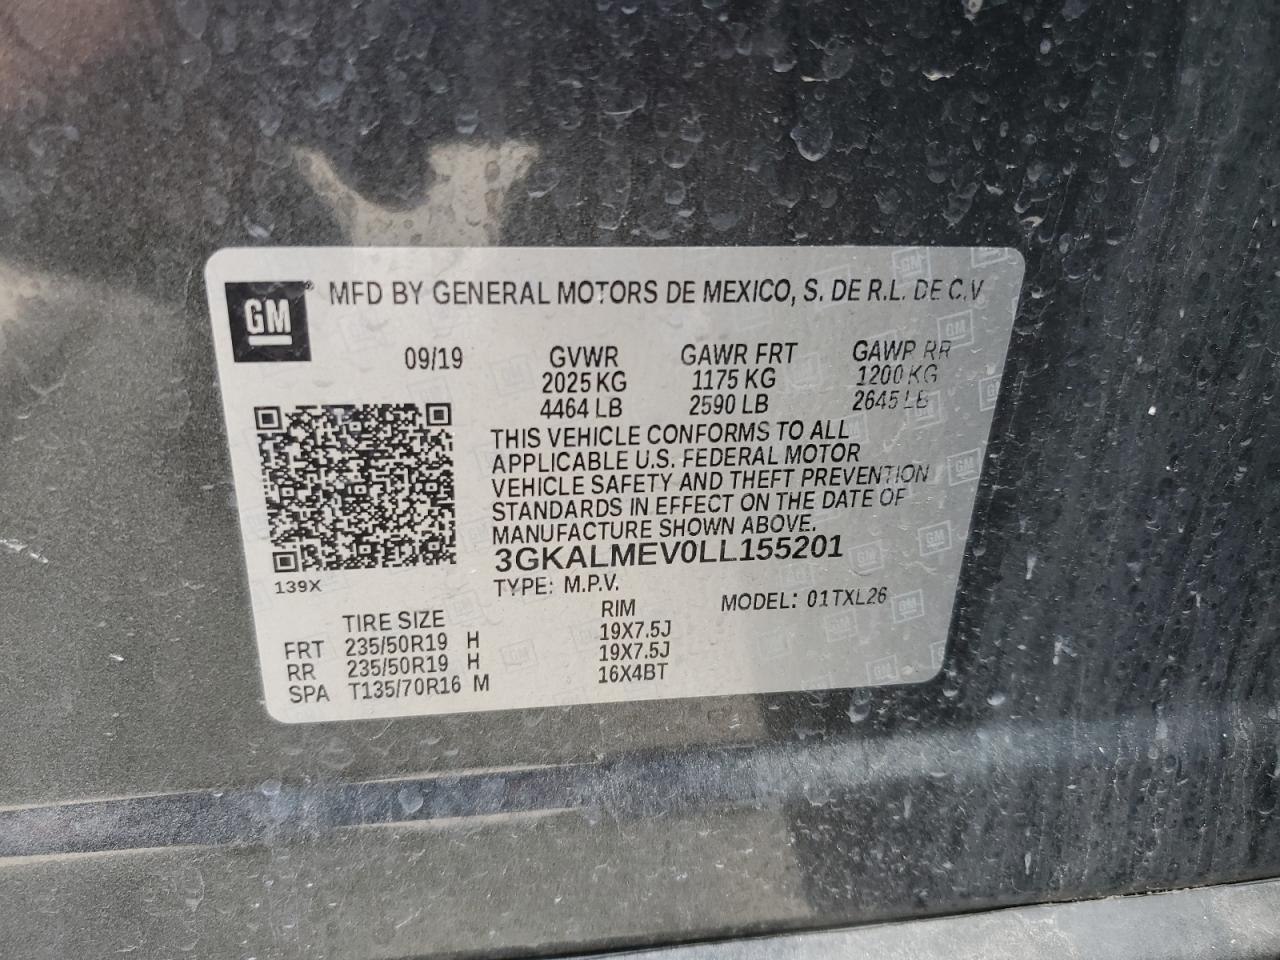 GM® MFD BY GENERAL MOTORS DE MEXICO, S. DE R.L. DE C.V
09/19 GVWR GAWR FRT GAWR RR
2025 KG 1175 KG 1200 KG
4464 LB 2590 LB 2645 LB
THIS VEHICLE CONFORMS TO ALL
APPLICABLE U.S. FEDERAL MOTOR
VEHICLE SAFETY AND THEFT PREVENTION
STANDARDS IN EFFECT ON THE DATE OF
MANUFACTURE SHOWN ABOVE.
3GKALMEV0LL155201
139X TYPE: M.P.V. MODEL: 01TXL26
TIRE SIZE RIM
FRT 235/50R19 H 19X7.5J
RR 235/50R19 H 19X7.5J
SPA T135/70R16 M 16X4BT